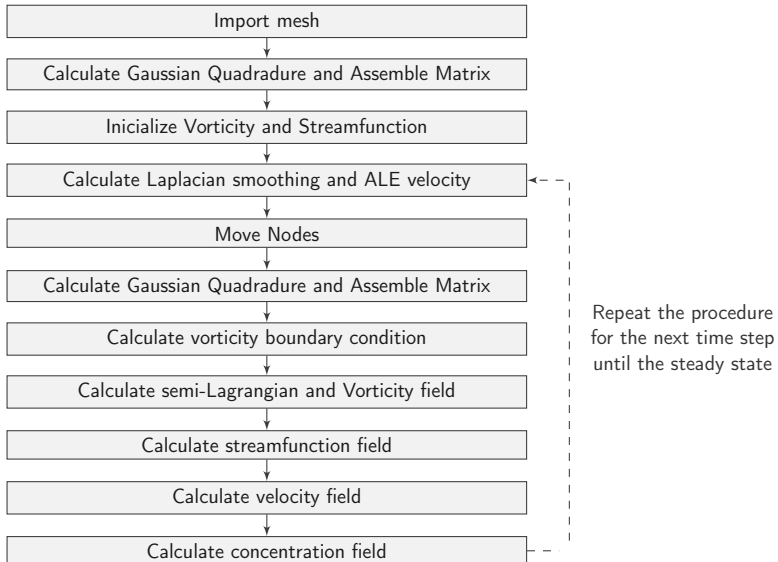 Import mesh
Calculate Gaussian Quadradure and Assemble Matrix
Inicialize Vorticity and Streamfunction
Calculate Laplacian smoothing and ALE velocity
Move Nodes
Calculate Gaussian Quadradure and Assemble Matrix
Calculate vorticity boundary condition
Calculate semi-Lagrangian and Vorticity field
Calculate streamfunction field
Calculate velocity field
Calculate concentration field
Repeat the procedure
for the next time step
until the steady state